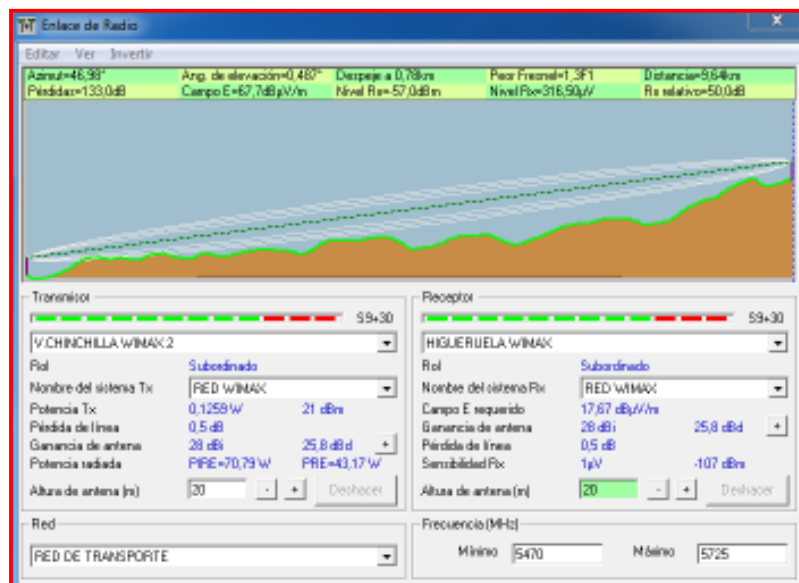 Enlace de Radio
Editar Ver Invertir
Azimut=46,98° Ang. de elevación=0,487° Despeje a 0,78km Peor Fresnel=1,3F1 Distancia=9,64km
Pérdidas=133,0dB Campo E=67,7dBµV/m Nivel Rx=-57,0dBm Nivel Rx=316,50µV Rx relativo=50,0dB
Transmisor
S9+30
V.CHINCHILLA WIMAX 2
Rol Subordinado
Nombre del sistema Tx RED WIMAX
Potencia Tx 0,1259 W 21 dBm
Pérdida de línea 0,5 dB
Ganancia de antena 28 dBi 25,8 dBd +
Potencia radiada PIRE=70,79 W PRE=43,17 W
Altura de antena (m) 20 - + Deshacer
Red
RED DE TRANSPORTE
Receptor
S9+30
HIGUERUELA WIMAX
Rol Subordinado
Nombre del sistema Rx RED WIMAX
Campo E requerido 17,67 dBµV/m
Ganancia de antena 28 dBi 25,8 dBd +
Pérdida de línea 0,5 dB
Sensibilidad Rx 1µV -107 dBm
Altura de antena (m) 20 - + Deshacer
Frecuencia (MHz)
Mínimo 5470 Máximo 5725